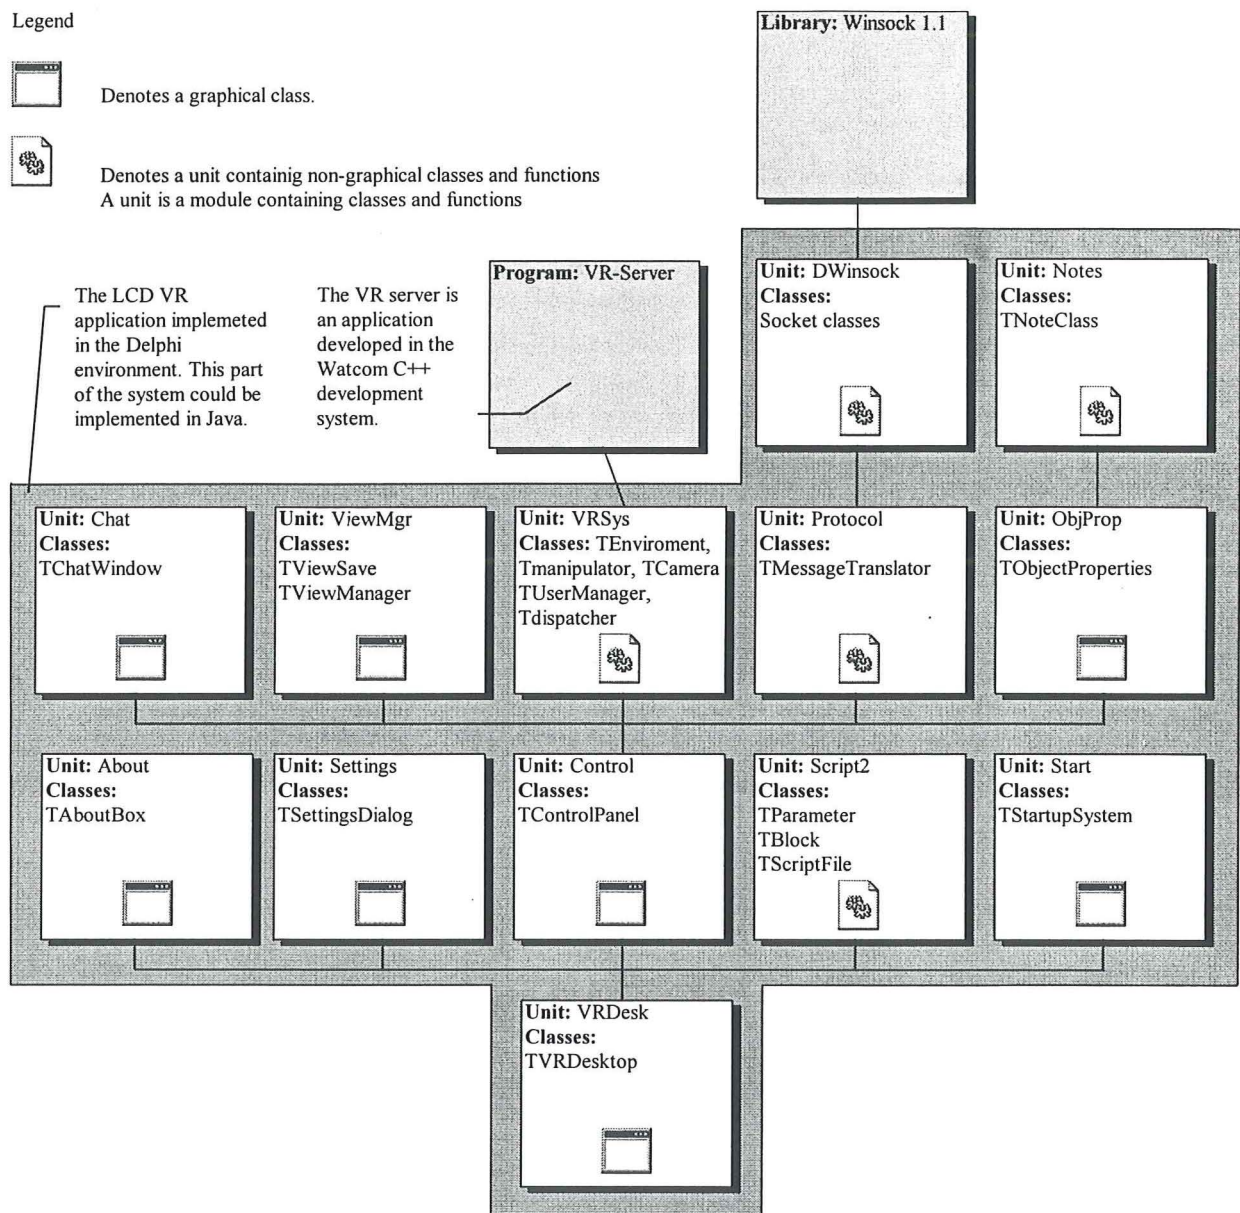 Legend
Denotes a graphical class.
Denotes a unit containig non-graphical classes and functions
A unit is a module containing classes and functions
Library: Winsock 1.1
The LCD VR
application implemeted
in the Delphi
environment. This part
of the system could be
implemented in Java.
The VR server is
an application
developed in the
Watcom C++
development
system.
Program: VR-Server
Unit: DWinsock
Classes:
Socket classes
Unit: Notes
Classes:
TNoteClass
Unit: Chat
Classes:
TChatWindow
Unit: ViewMgr
Classes:
TViewSave
TViewManager
Unit: VRSys
Classes: TEnviroment,
Tmanipulator, TCamera
TUserManager,
Tdispatcher
Unit: Protocol
Classes:
TMessageTranslator
Unit: ObjProp
Classes:
TObjectProperties
Unit: About
Classes:
TAboutBox
Unit: Settings
Classes:
TSettingsDialog
Unit: Control
Classes:
TControlPanel
Unit: Script2
Classes:
TParameter
TBlock
TScriptFile
Unit: Start
Classes:
TStartupSystem
Unit: VRDesk
Classes:
TVRDesktop